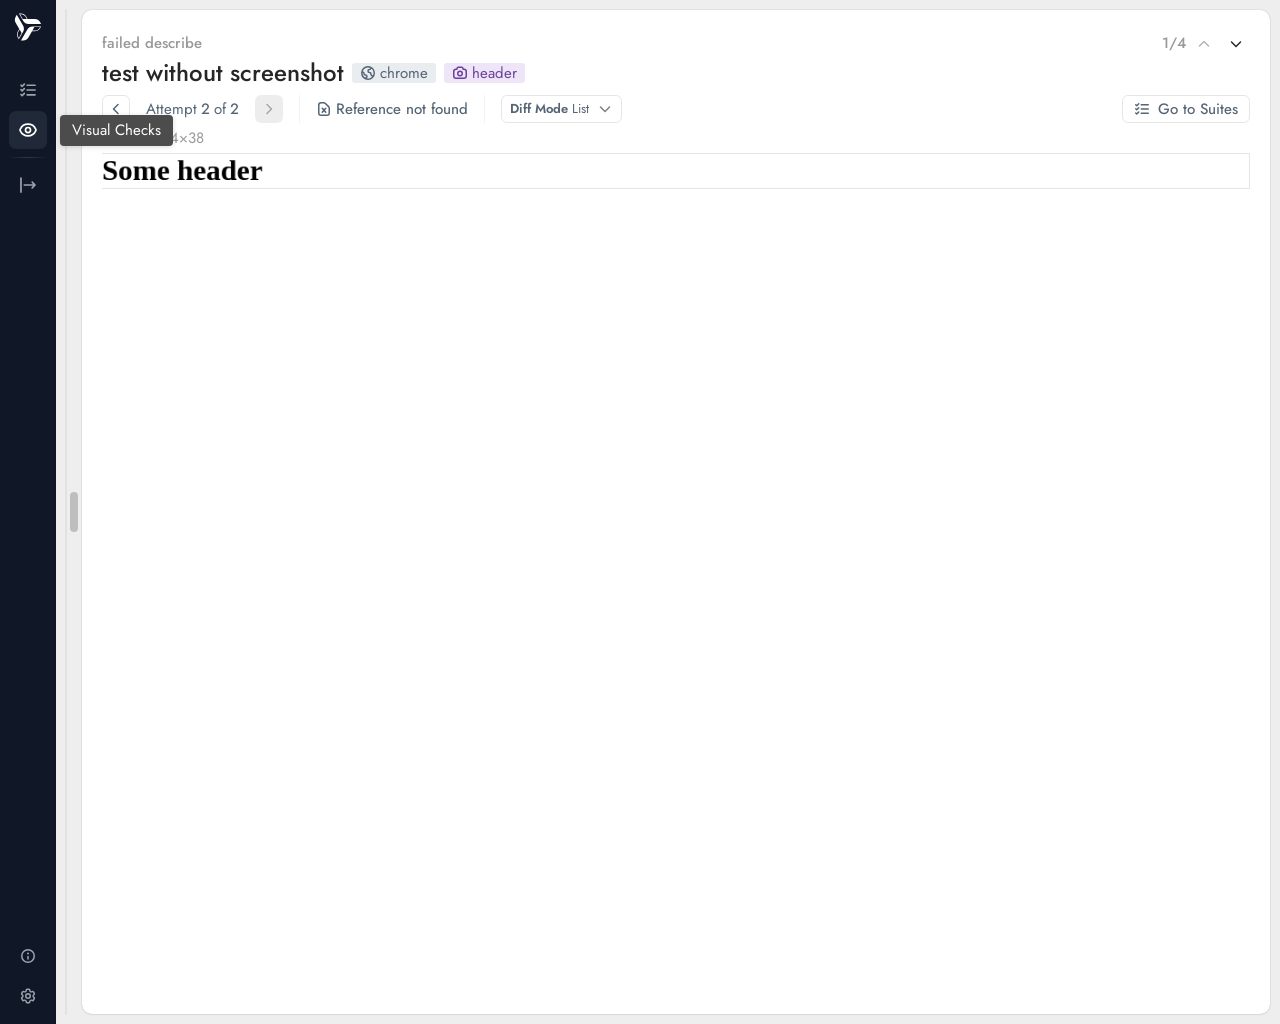 failed describe
1/4
test without screenshot
chrome
header
Attempt 2 of 2
Reference not found
Diff Mode List
Go to Suites
Visual Checks
4×38
Some header